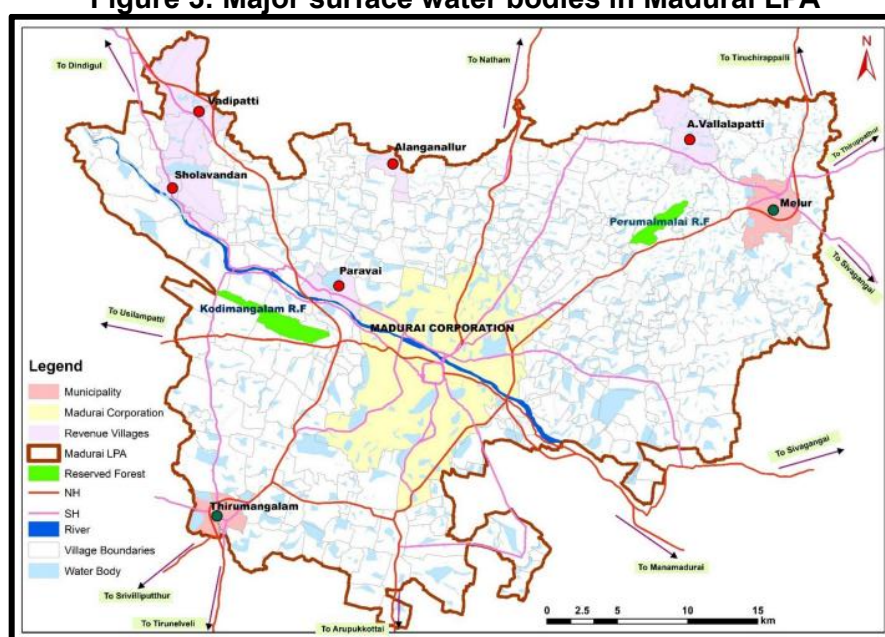 Figure 3: Major surface water bodies in Madurai LPA
To Dindigul
To Natham
To Tiruchirappalli
N
Vadipatti
A.Vallalapatti
Alanganallur
To Thiruppathur
Sholavandan
Melur
Perumalmalai R.F
To Sivagangai
Paravai
Kodimangalam R.F
To Usilampatti
MADURAI CORPORATION
Legend
Municipality
Madurai Corporation
Revenue Villages
Madurai LPA
Reserved Forest
NH
SH
River
Village Boundaries
Water Body
To Sivagangai
Thirumangalam
To Manamadurai
To Srivilliputthur
To Tirunelveli
To Arupukkottai
0 2.5 5 10 15
km